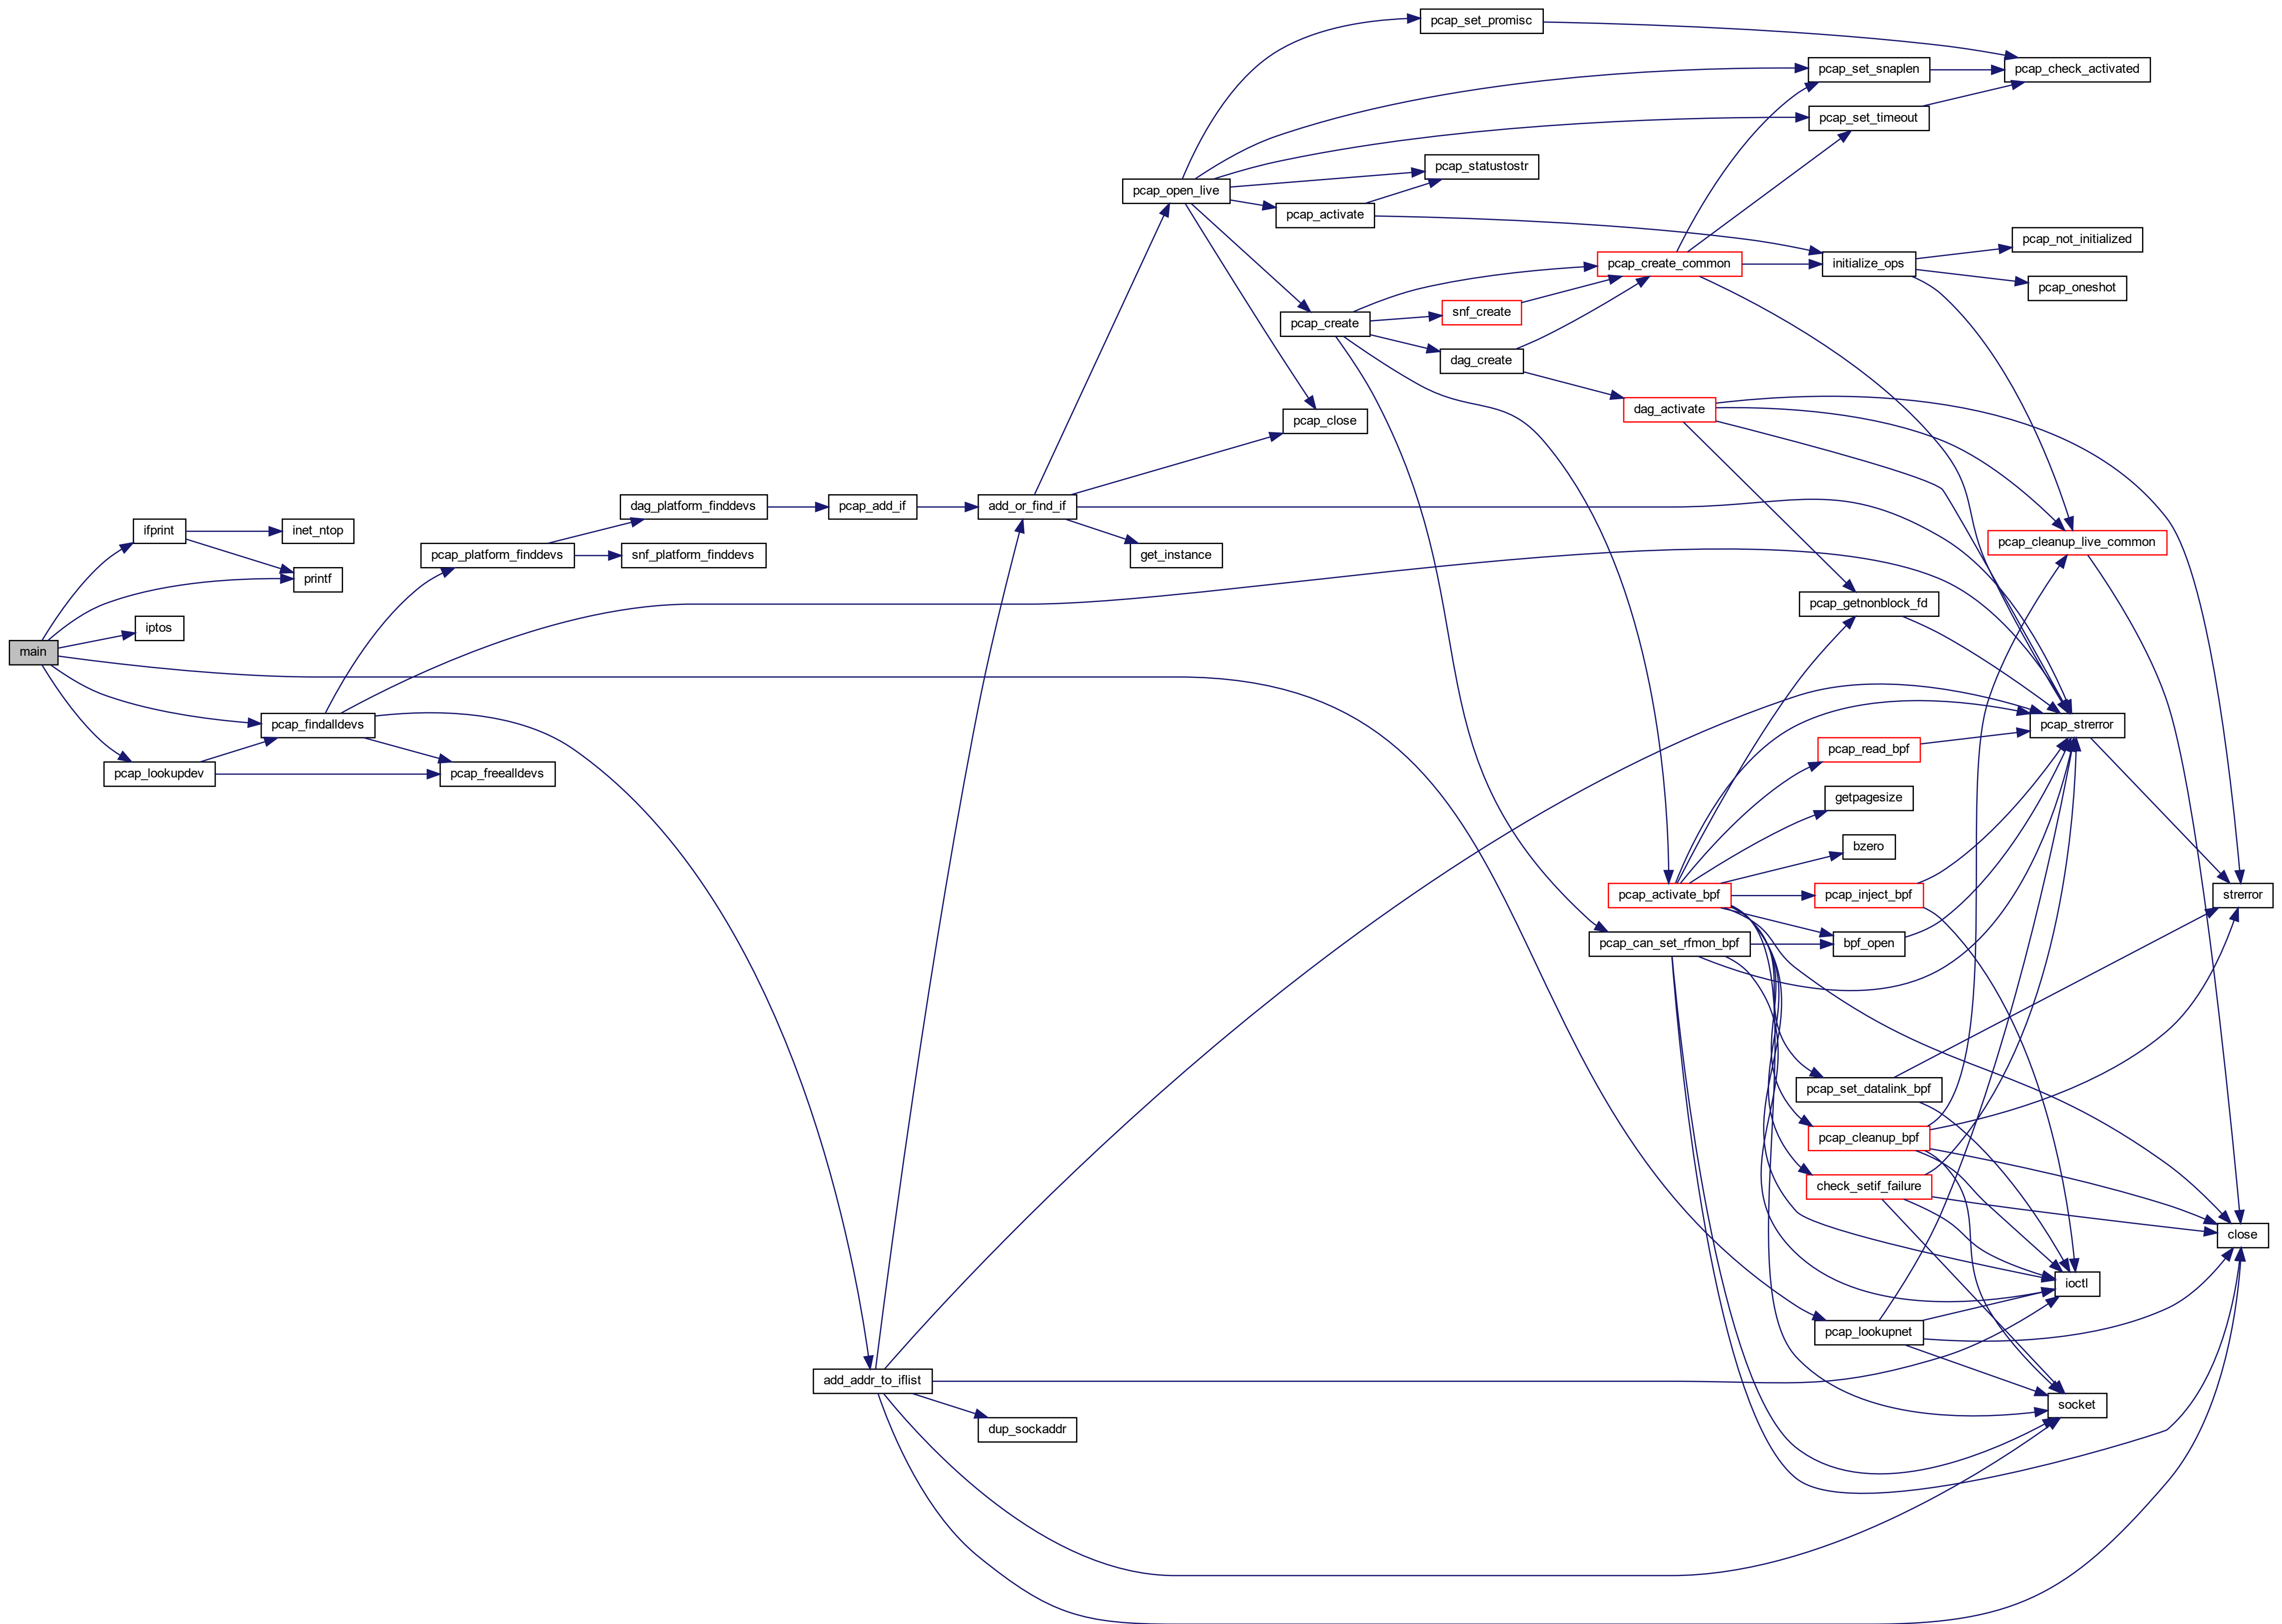 pcap_set_promisc
pcap_set_snaplen
pcap_check_activated
pcap_set_timeout
pcap_statustostr
pcap_open_live
pcap_activate
pcap_not_initialized
pcap_create_common
initialize_ops
pcap_oneshot
snf_create
pcap_create
dag_create
dag_activate
pcap_close
dag_platform_finddevs
pcap_add_if
add_or_find_if
ifprint
inet_ntop
pcap_cleanup_live_common
pcap_platform_finddevs
snf_platform_finddevs
get_instance
printf
pcap_getnonblock_fd
iptos
main
pcap_findalldevs
pcap_strerror
pcap_read_bpf
pcap_lookupdev
pcap_freealldevs
getpagesize
bzero
pcap_activate_bpf
pcap_inject_bpf
strerror
pcap_can_set_rfmon_bpf
bpf_open
pcap_set_datalink_bpf
pcap_cleanup_bpf
check_setif_failure
close
ioctl
pcap_lookupnet
add_addr_to_iflist
socket
dup_sockaddr